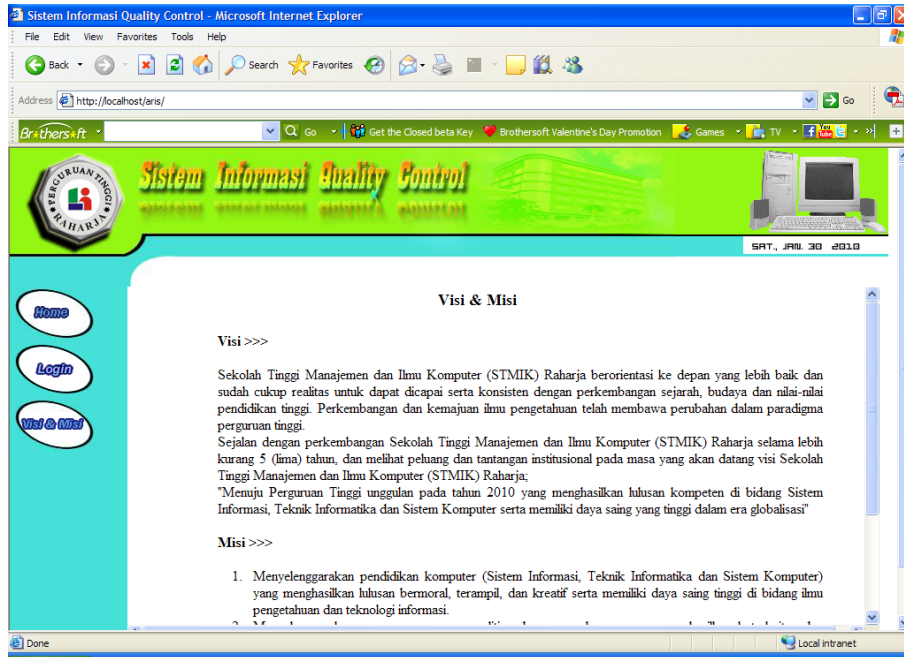 Sistem Informasi Quality Control - Microsoft Internet Explorer
File Edit View Favorites Tools Help
Back Search Favorites
Address http://localhost/aris/ Go
Br★thers★ft Go Get the Closed beta Key Brothersoft Valentine's Day Promotion Games TV You Tube
PERGURUAN TINGGI
RAHARJA
Sistem Informasi Quality Control
SAT., JAN. 30 2010
Home
Login
Visi & Misi
Visi & Misi
Visi >>>
Sekolah Tinggi Manajemen dan Ilmu Komputer (STMIK) Raharja berorientasi ke depan yang lebih baik dan
sudah cukup realitas untuk dapat dicapai serta konsisten dengan perkembangan sejarah, budaya dan nilai-nilai
pendidikan tinggi. Perkembangan dan kemajuan ilmu pengetahuan telah membawa perubahan dalam paradigma
perguruan tinggi.
Sejalan dengan perkembangan Sekolah Tinggi Manajemen dan Ilmu Komputer (STMIK) Raharja selama lebih
kurang 5 (lima) tahun, dan melihat peluang dan tantangan institusional pada masa yang akan datang visi Sekolah
Tinggi Manajemen dan Ilmu Komputer (STMIK) Raharja;
"Menuju Perguruan Tinggi unggulan pada tahun 2010 yang menghasilkan lulusan kompeten di bidang Sistem
Informasi, Teknik Informatika dan Sistem Komputer serta memiliki daya saing yang tinggi dalam era globalisasi"
Misi >>>
1. Menyelenggarakan pendidikan komputer (Sistem Informasi, Teknik Informatika dan Sistem Komputer)
yang menghasilkan lulusan bermoral, terampil, dan kreatif serta memiliki daya saing tinggi di bidang ilmu
pengetahuan dan teknologi informasi.
Done Local intranet